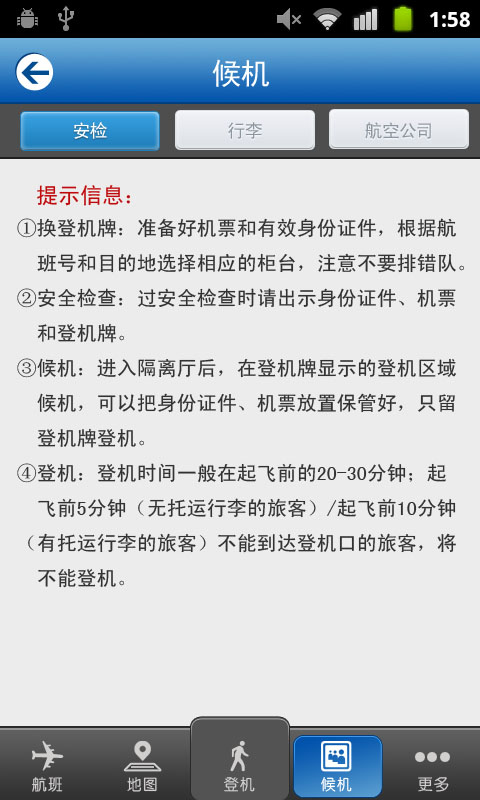 1:58
候机
安检 行李 航空公司
提示信息：
①换登机牌：准备好机票和有效身份证件，根据航
班号和目的地选择相应的柜台，注意不要排错队。
②安全检查：过安全检查时请出示身份证件、机票
和登机牌。
③候机：进入隔离厅后，在登机牌显示的登机区域
候机，可以把身份证件、机票放置保管好，只留
登机牌登机。
④登机：登机时间一般在起飞前的20-30分钟；起
飞前5分钟（无托运行李的旅客）/起飞前10分钟
（有托运行李的旅客）不能到达登机口的旅客，将
不能登机。
航班 地图 登机 候机 更多